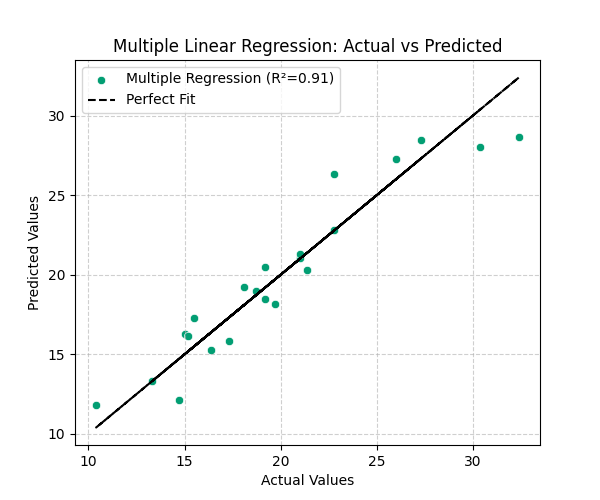 Multiple Linear Regression: Actual vs Predicted
Multiple Regression (R²=0.91)
Perfect Fit
30
25
20
15
10
Predicted Values
10 15 20 25 30
Actual Values